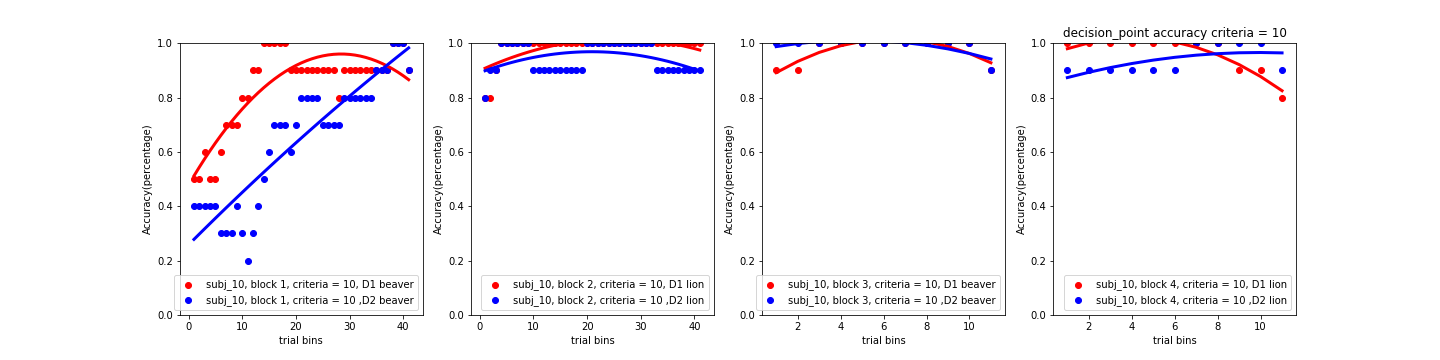 decision_point accuracy criteria = 10
1.0
0.8
0.6
0.4
0.2
0.0
Accuracy(percentage)
0 10 20 30 40
trial bins
subj_10, block 1, criteria = 10, D1 beaver
subj_10, block 1, criteria = 10 ,D2 beaver
1.0
0.8
0.6
0.4
0.2
0.0
Accuracy(percentage)
0 10 20 30 40
trial bins
subj_10, block 2, criteria = 10, D1 lion
subj_10, block 2, criteria = 10 ,D2 lion
1.0
0.8
0.6
0.4
0.2
0.0
Accuracy(percentage)
2 4 6 8 10
trial bins
subj_10, block 3, criteria = 10, D1 beaver
subj_10, block 3, criteria = 10 ,D2 beaver
1.0
0.8
0.6
0.4
0.2
0.0
Accuracy(percentage)
2 4 6 8 10
trial bins
subj_10, block 4, criteria = 10, D1 lion
subj_10, block 4, criteria = 10 ,D2 lion